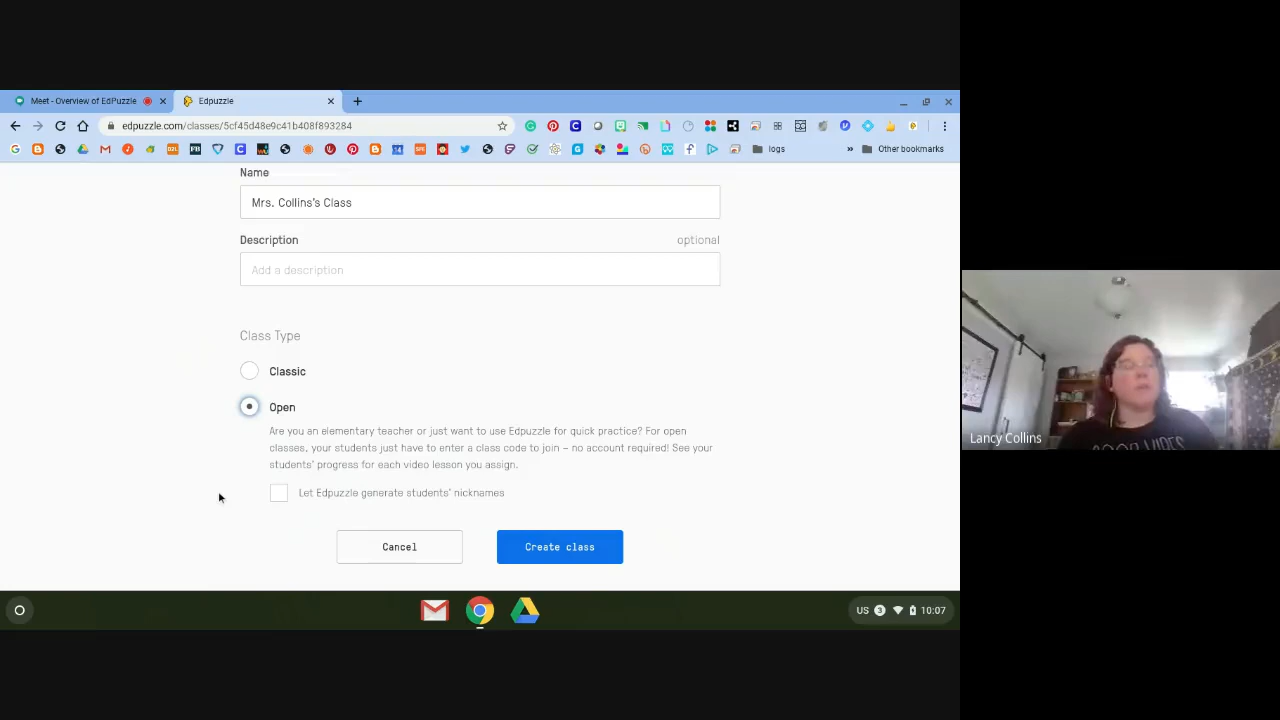 Meet - Overview of EdPuzzle
Edpuzzle
edpuzzle.com/classes/5cf45d48e9c41b408f893284
logs
Other bookmarks
Name
Mrs. Collins's Class
Description
optional
Add a description
Class Type
Classic
Open
Are you an elementary teacher or just want to use Edpuzzle for quick practice? For open
classes, your students just have to enter a class code to join – no account required! See your
students' progress for each video lesson you assign.
Let Edpuzzle generate students' nicknames
Cancel
Create class
US 3 10:07
Lancy Collins
GOOD VIBES